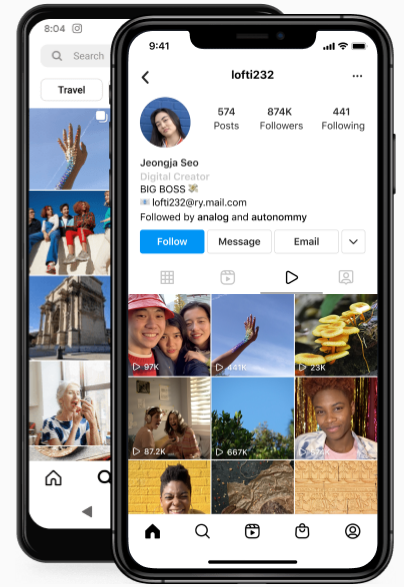 8:04
Search
Travel
9:41
lofti232
574
874K
441
Posts
Followers
Following
Jeongja Seo
Digital Creator
BIG BOSS
lofti232@ry.mail.com
Followed by analog and autonommy
Follow
Message
Email
97K
441K
23K
87.2K
667K